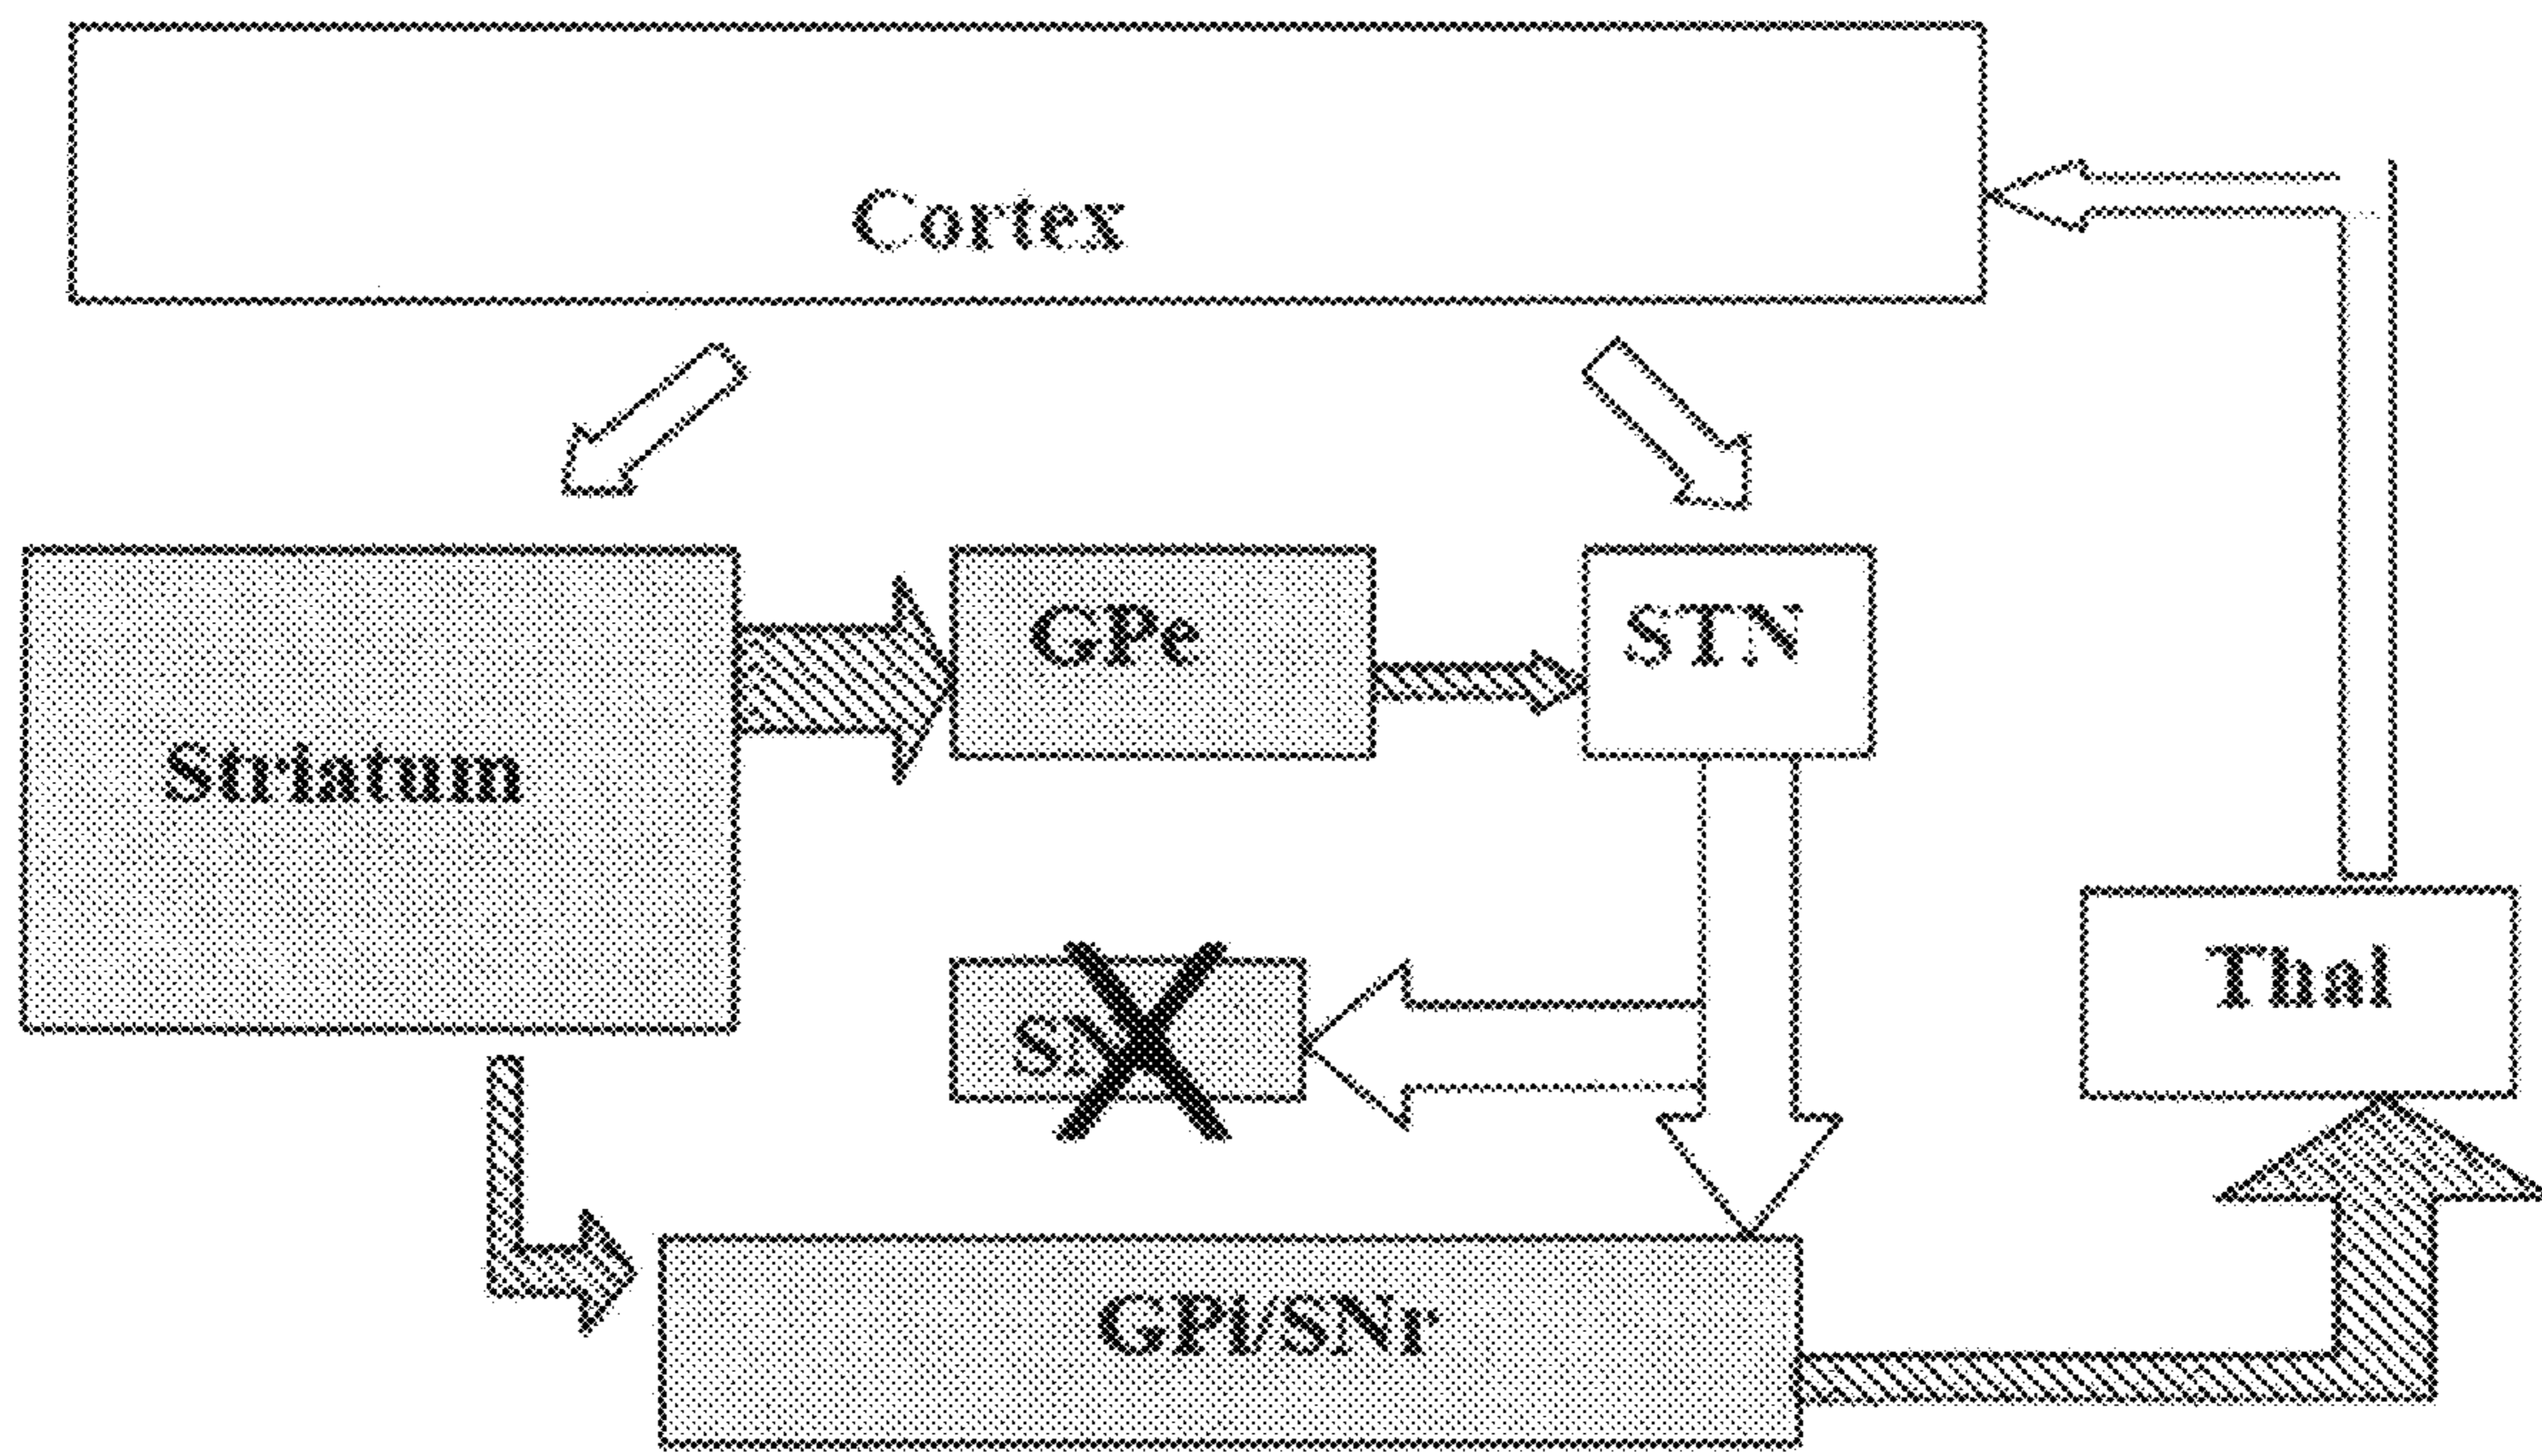 Cortex
GPe
STN
Striatum
Thal
GPi/SNr